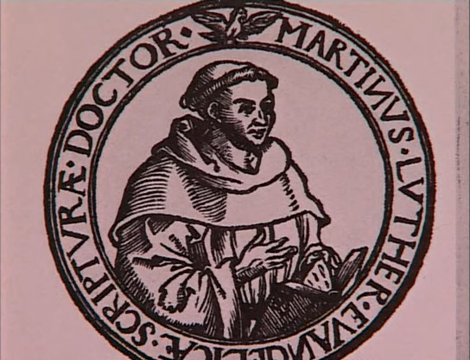 MARTINVS · LVTHER · EVANGELICÆ · SCRIPTVRÆ · DOCTOR ·